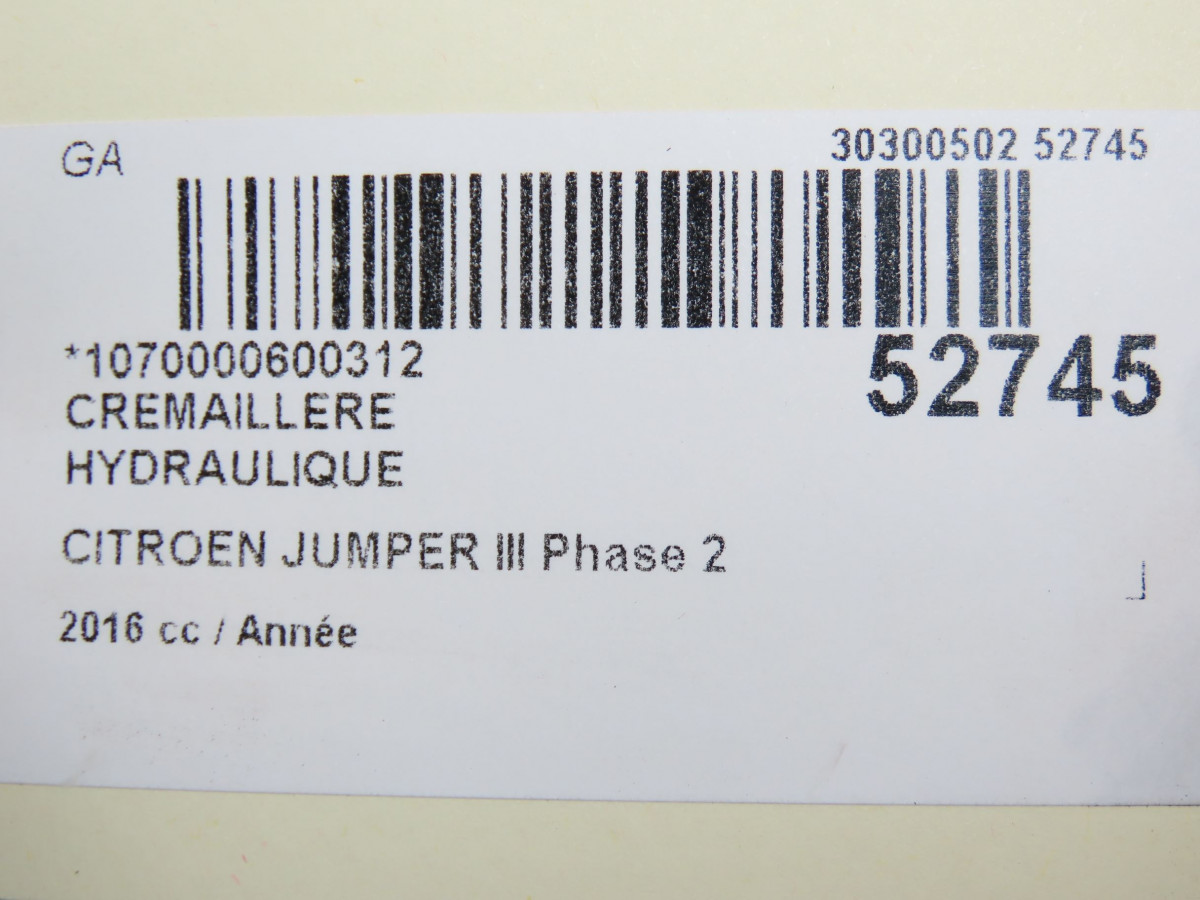 GA
30300502 52745
*1070000600312
52745
CREMAILLERE
HYDRAULIQUE
CITROEN JUMPER III Phase 2
2016 cc / Année